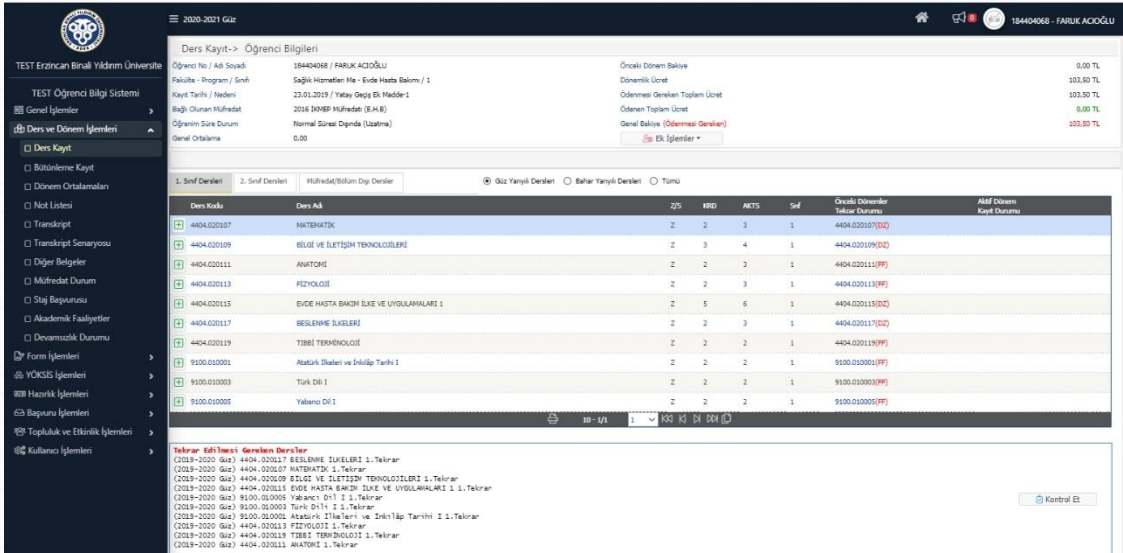 2020-2021 Güz
184404068 - FARUK ACIOĞLU
TEST Erzincan Binali Yıldırım Üniversite
TEST Öğrenci Bilgi Sistemi
Genel İşlemler
Ders ve Dönem İşlemleri
Ders Kayıt
Bütünleme Kayıt
Dönem Ortalamaları
Not Listesi
Transkript
Transkript Senaryosu
Diğer Belgeler
Müfredat Durum
Staj Başvurusu
Akademik Faaliyetler
Devamsızlık Durumu
Form İşlemleri
YÖKSİS İşlemleri
Hazırlık İşlemleri
Başvuru İşlemleri
Topluluk ve Etkinlik İşlemleri
Kullanıcı İşlemleri
Ders Kayıt-> Öğrenci Bilgileri
Öğrenci No / Adı Soyadı 184404068 / FARUK ACIOĞLU Önceki Dönem Bakiye 0,00 TL
Fakülte - Program / Sınıfı Sağlık Hizmetleri Me - Evde Hasta Bakımı / 1 Dönemlik Ücret 103,50 TL
Kayıt Tarihi / Nedeni 23.01.2019 / Yatay Geçiş Ek Madde-1 Ödenmesi Gereken Toplam Ücret 103,50 TL
Bağlı Olunan Müfredat 2016 İKMEP Müfredatı (E.H.B) Ödenen Toplam Ücret 0,00 TL
Öğrenim Süre Durum Normal Süresi Dışında (Uzatma) Genel Bakiye (Ödenmesi Gereken) 103,50 TL
Genel Ortalama 0,00 Ek İşlemler
1. Sınıf Dersleri 2. Sınıf Dersleri Müfredat/Bölüm Dışı Dersler Güz Yarıyılı Dersleri Bahar Yarıyılı Dersleri Tümü
Ders Kodu Ders Adı Z/S KRD AKTS Snf Önceki Dönemler Tekrar Durumu Aktif Dönem Kayıt Durumu
4404.020107 MATEMATİK Z 2 3 1 4404.020107(DZ)
4404.020109 BİLGİ VE İLETİŞİM TEKNOLOJİLERİ Z 3 4 1 4404.020109(DZ)
4404.020111 ANATOMİ Z 2 3 1 4404.020111(FF)
4404.020113 FİZYOLOJİ Z 2 3 1 4404.020113(FF)
4404.020115 EVDE HASTA BAKIM İLKE VE UYGULAMALARI 1 Z 5 6 1 4404.020115(DZ)
4404.020117 BESLENME İLKELERİ Z 2 3 1 4404.020117(DZ)
4404.020119 TIBBİ TERMİNOLOJİ Z 2 2 1 4404.020119(FF)
9100.010001 Atatürk İlkeleri ve İnkılâp Tarihi I Z 2 2 1 9100.010001(FF)
9100.010003 Türk Dili I Z 2 2 1 9100.010003(FF)
9100.010005 Yabancı Dil I Z 2 2 1 9100.010005(FF)
10 - 1/1 1
Tekrar Edilmesi Gereken Dersler
(2019-2020 Güz) 4404.020117 BESLENME İLKELERİ 1.Tekrar
(2019-2020 Güz) 4404.020107 MATEMATİK 1.Tekrar
(2019-2020 Güz) 4404.020109 BİLGİ VE İLETİŞİM TEKNOLOJİLERİ 1.Tekrar
(2019-2020 Güz) 4404.020115 EVDE HASTA BAKIM İLKE VE UYGULAMALARI 1 1.Tekrar
(2019-2020 Güz) 9100.010005 Yabancı Dil I 1.Tekrar
(2019-2020 Güz) 9100.010003 Türk Dili I 1.Tekrar
(2019-2020 Güz) 9100.010001 Atatürk İlkeleri ve İnkılâp Tarihi I 1.Tekrar
(2019-2020 Güz) 4404.020113 FİZYOLOJİ 1.Tekrar
(2019-2020 Güz) 4404.020119 TIBBİ TERMİNOLOJİ 1.Tekrar
(2019-2020 Güz) 4404.020111 ANATOMİ 1.Tekrar
Kontrol Et